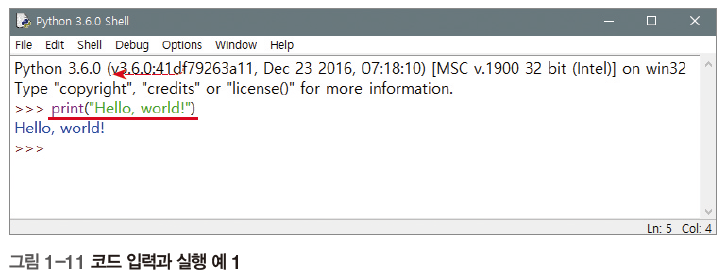 Python 3.6.0 Shell
File Edit Shell Debug Options Window Help
Python 3.6.0 (v3.6.0:41df79263a11, Dec 23 2016, 07:18:10) [MSC v.1900 32 bit (Intel)] on win32
Type "copyright", "credits" or "license()" for more information.
>>> print("Hello, world!")
Hello, world!
>>>
Ln: 5 Col: 4
그림 1-11 코드 입력과 실행 예 1